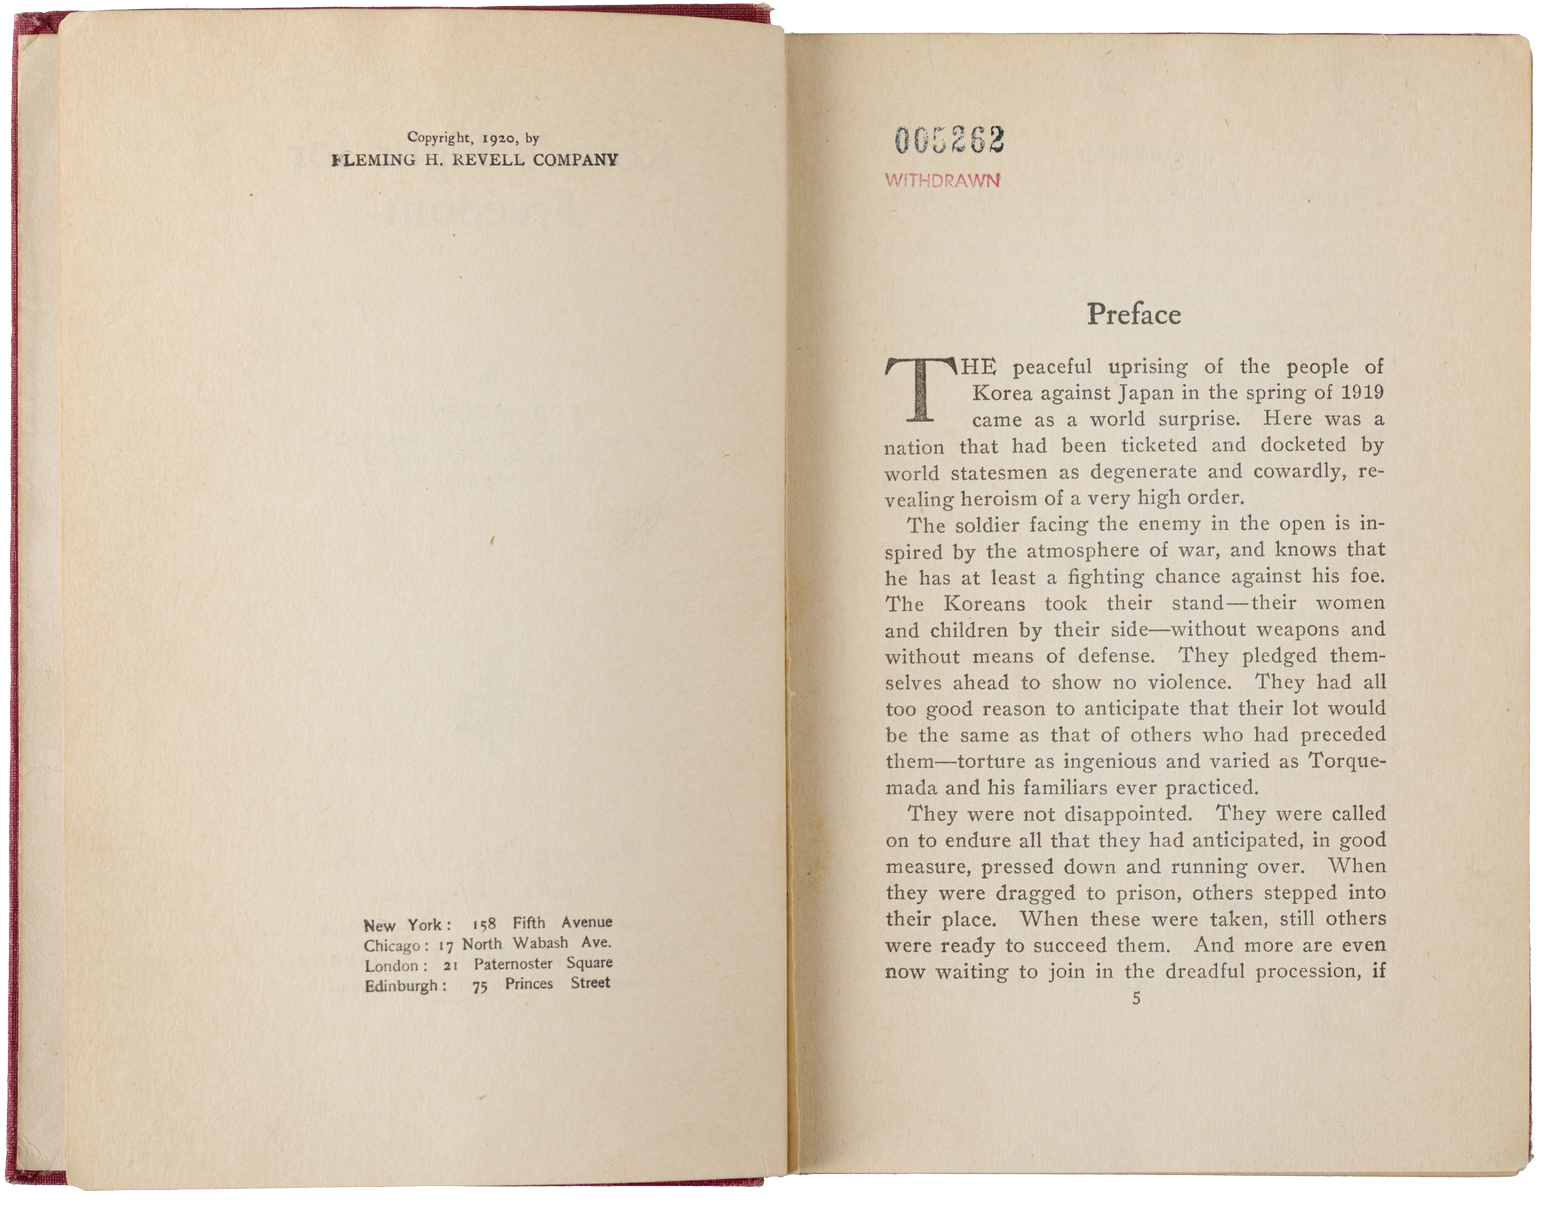 Copyright, 1920, by
FLEMING H. REVELL COMPANY
New York: 158 Fifth Avenue
Chicago: 17 North Wabash Ave.
London: 21 Paternoster Square
Edinburgh: 75 Princes Street
005262
WITHDRAWN
Preface
THE peaceful uprising of the people of
Korea against Japan in the spring of 1919
came as a world surprise. Here was a
nation that had been ticketed and docketed by
world statesmen as degenerate and cowardly, re-
vealing heroism of a very high order.
The soldier facing the enemy in the open is in-
spired by the atmosphere of war, and knows that
he has at least a fighting chance against his foe.
The Koreans took their stand—their women
and children by their side—without weapons and
without means of defense. They pledged them-
selves ahead to show no violence. They had all
too good reason to anticipate that their lot would
be the same as that of others who had preceded
them—torture as ingenious and varied as Torque-
mada and his familiars ever practiced.
They were not disappointed. They were called
on to endure all that they had anticipated, in good
measure, pressed down and running over. When
they were dragged to prison, others stepped into
their place. When these were taken, still others
were ready to succeed them. And more are even
now waiting to join in the dreadful procession, if
5